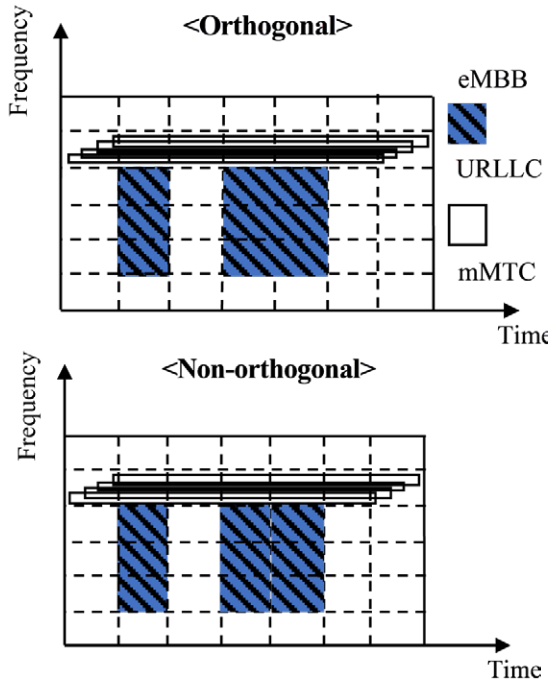 <Orthogonal>
Frequency
eMBB
URLLC
mMTC
Time
<Non-orthogonal>
Frequency
Time